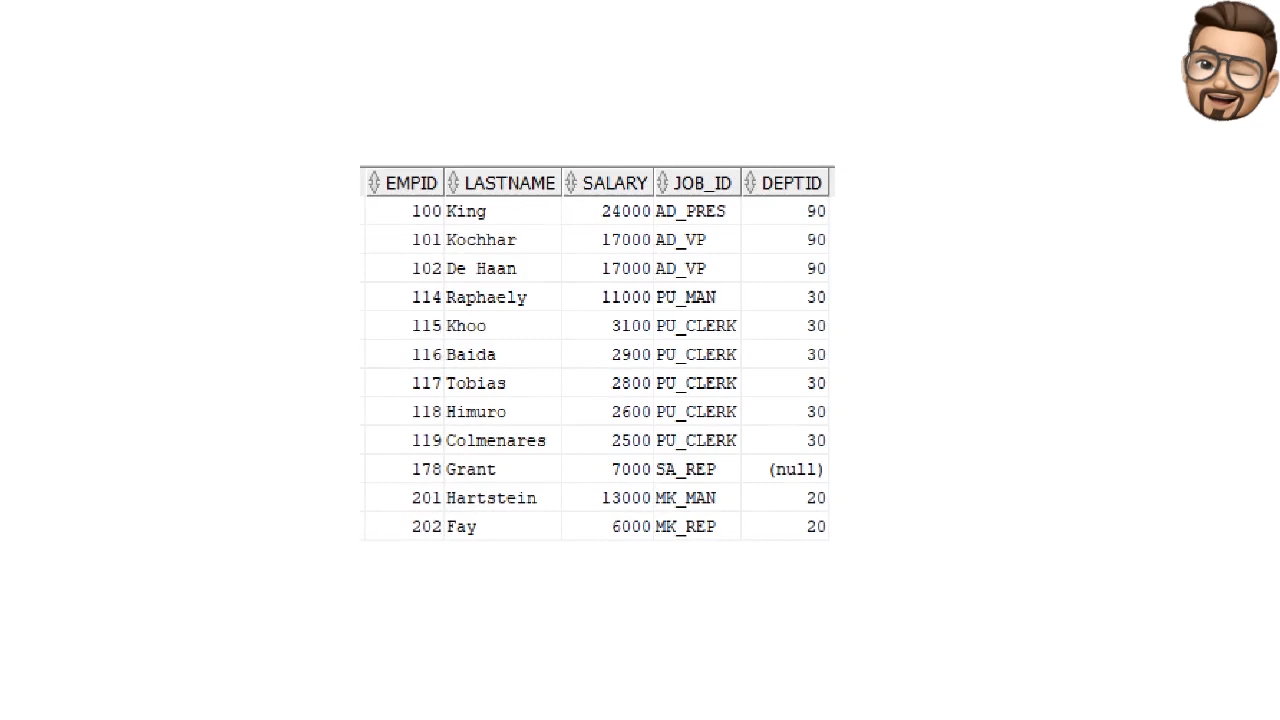 EMPID LASTNAME SALARY JOB_ID DEPTID
100 King 24000 AD_PRES 90
101 Kochhar 17000 AD_VP 90
102 De Haan 17000 AD_VP 90
114 Raphaely 11000 PU_MAN 30
115 Khoo 3100 PU_CLERK 30
116 Baida 2900 PU_CLERK 30
117 Tobias 2800 PU_CLERK 30
118 Himuro 2600 PU_CLERK 30
119 Colmenares 2500 PU_CLERK 30
178 Grant 7000 SA_REP (null)
201 Hartstein 13000 MK_MAN 20
202 Fay 6000 MK_REP 20